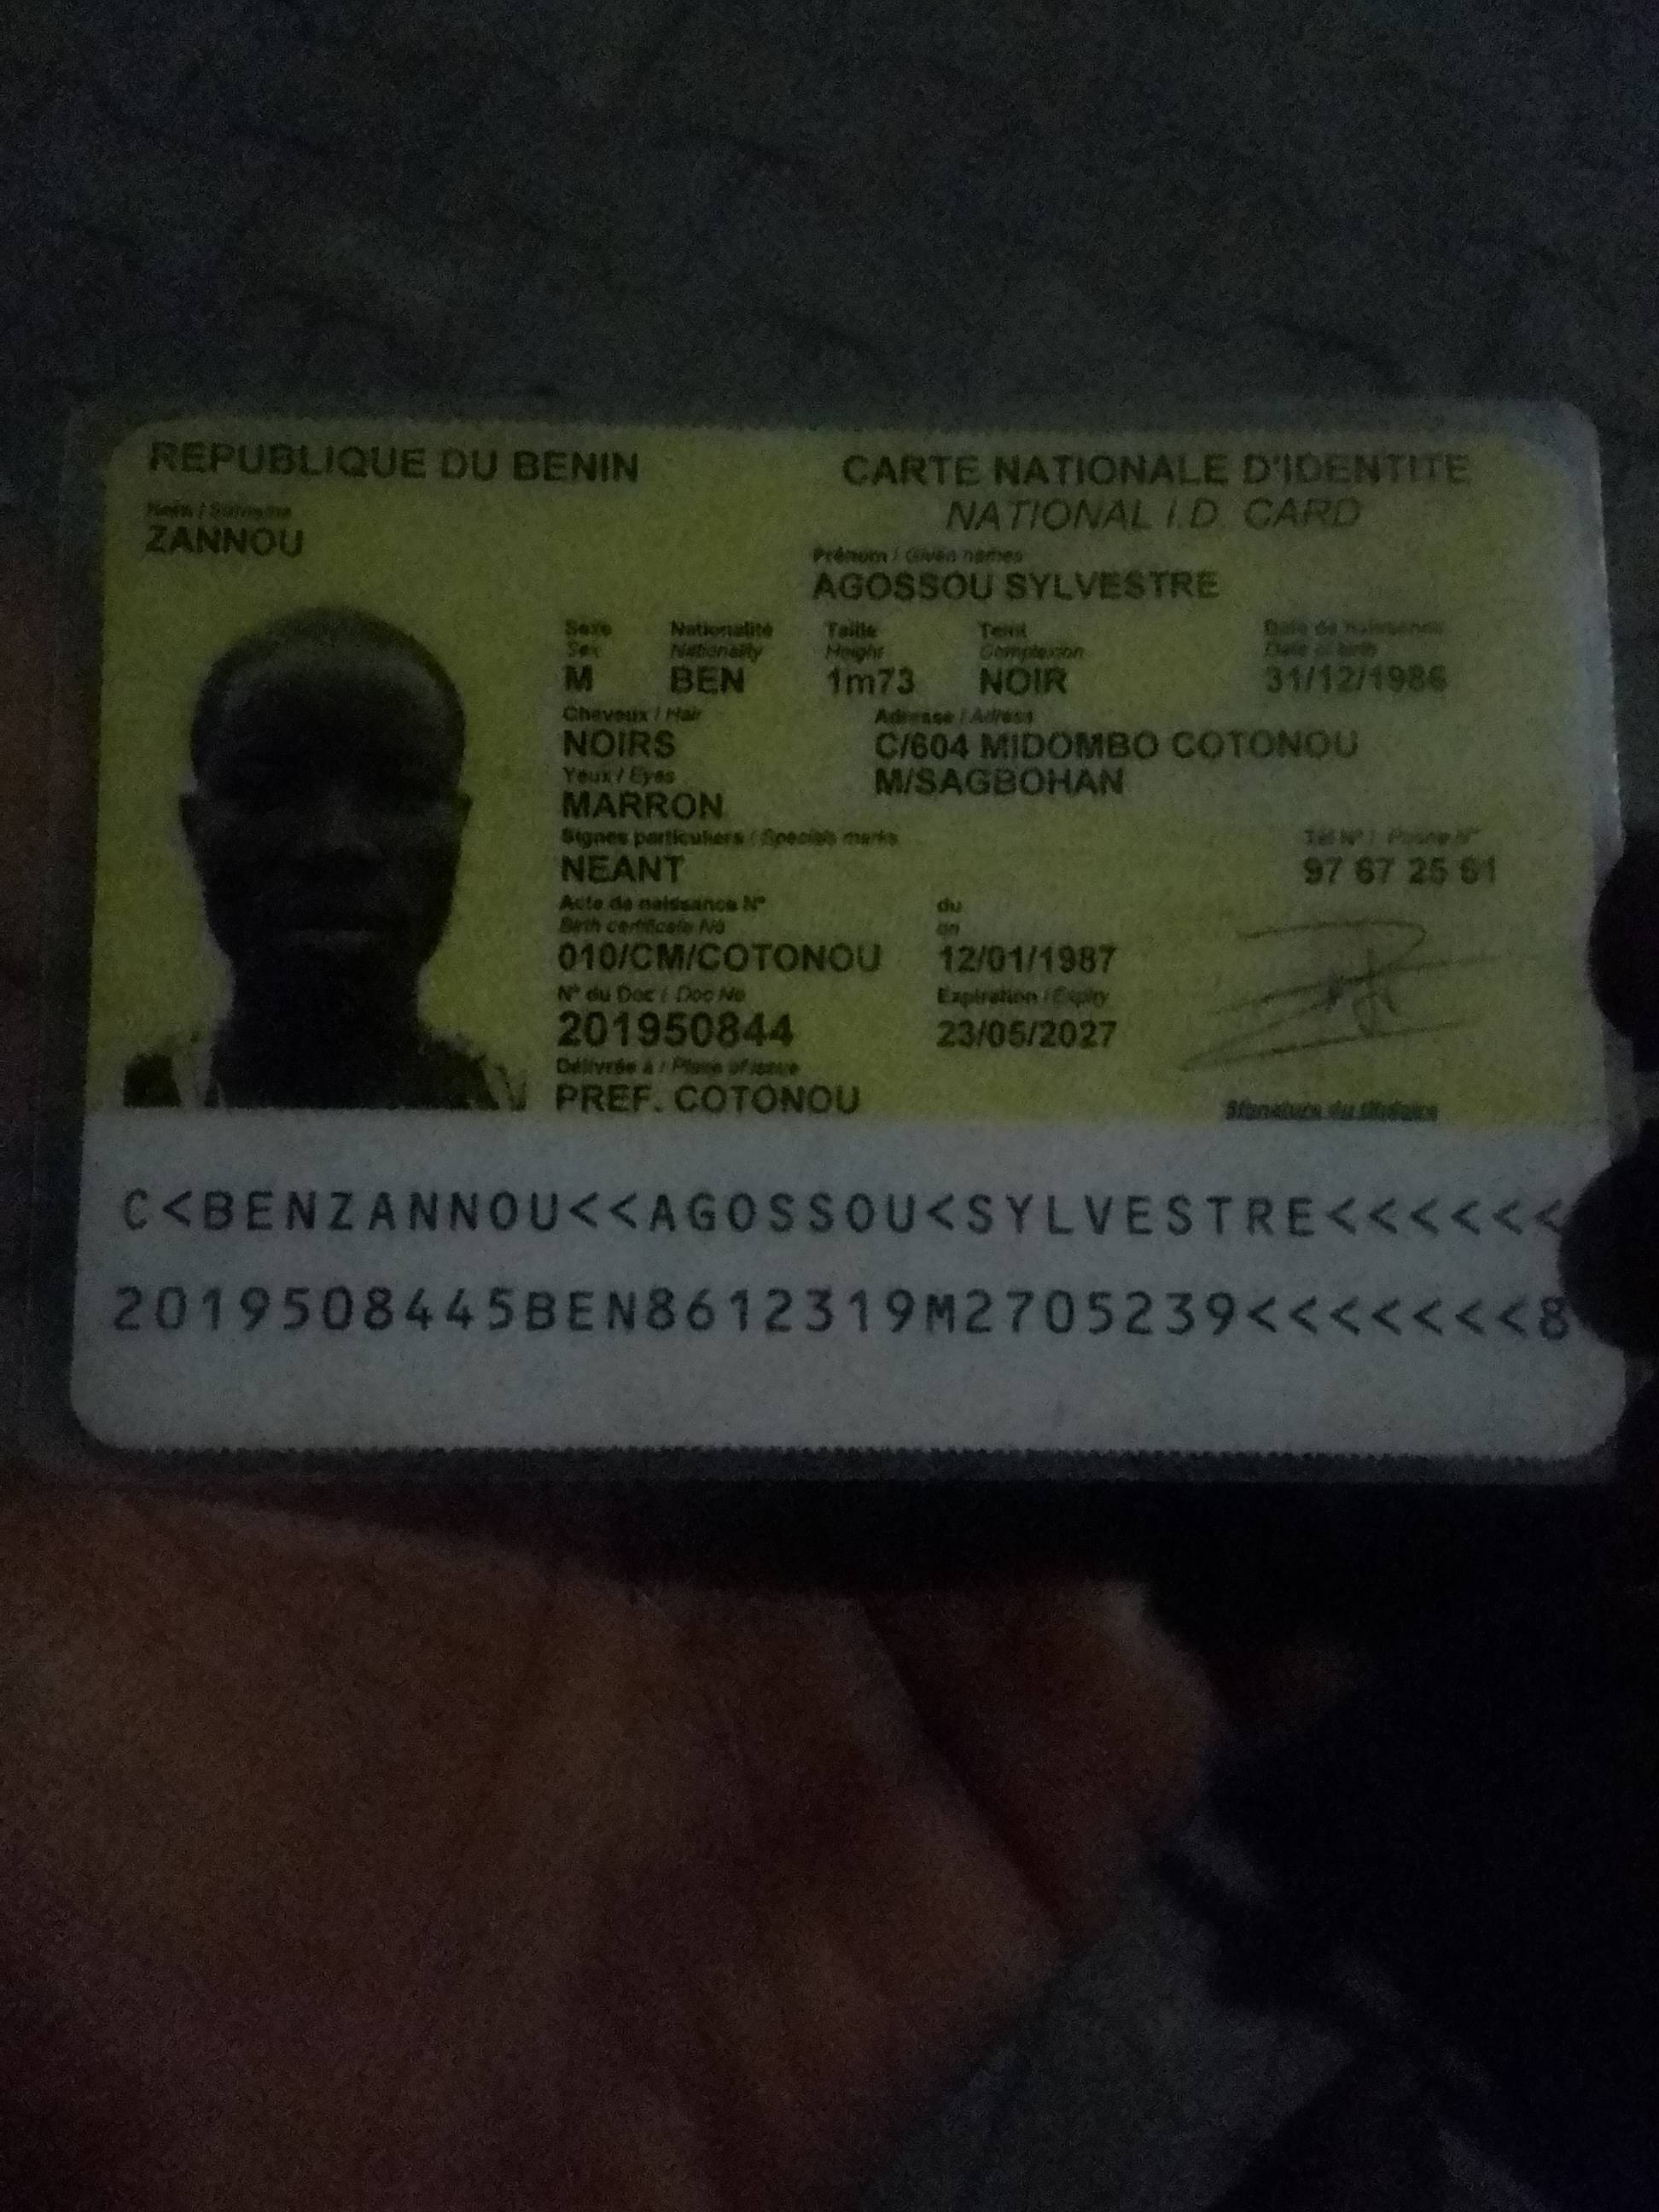 REPUBLIQUE DU BENIN
CARTE NATIONALE D'IDENTITE
NATIONAL I.D. CARD
Nom / Surname
ZANNOU
Prénom / Given names
AGOSSOU SYLVESTRE
Sexe Nationalité Taille Teint Date de naissance
Sex Nationality Height Complexion Date of birth
M BEN 1m73 NOIR 31/12/1986
Cheveux / Hair Adresse / Adress
NOIRS C/604 MIDOMBO COTONOU
Yeux / Eyes M/SAGBOHAN
MARRON
Signes particuliers / Specials marks Tél N° / Phone N°
NEANT 97 67 25 61
Acte de naissance N° du
Birth certificate No on
010/CM/COTONOU 12/01/1987
N° du Doc / Doc No Expiration / Expiry
201950844 23/05/2027
Délivrée à / Place of issue
PREF. COTONOU
Signature du titulaire
C<BENZANNOU<<AGOSSOU<SYLVESTRE<<<<<<
2019508445BEN8612319M2705239<<<<<<<8